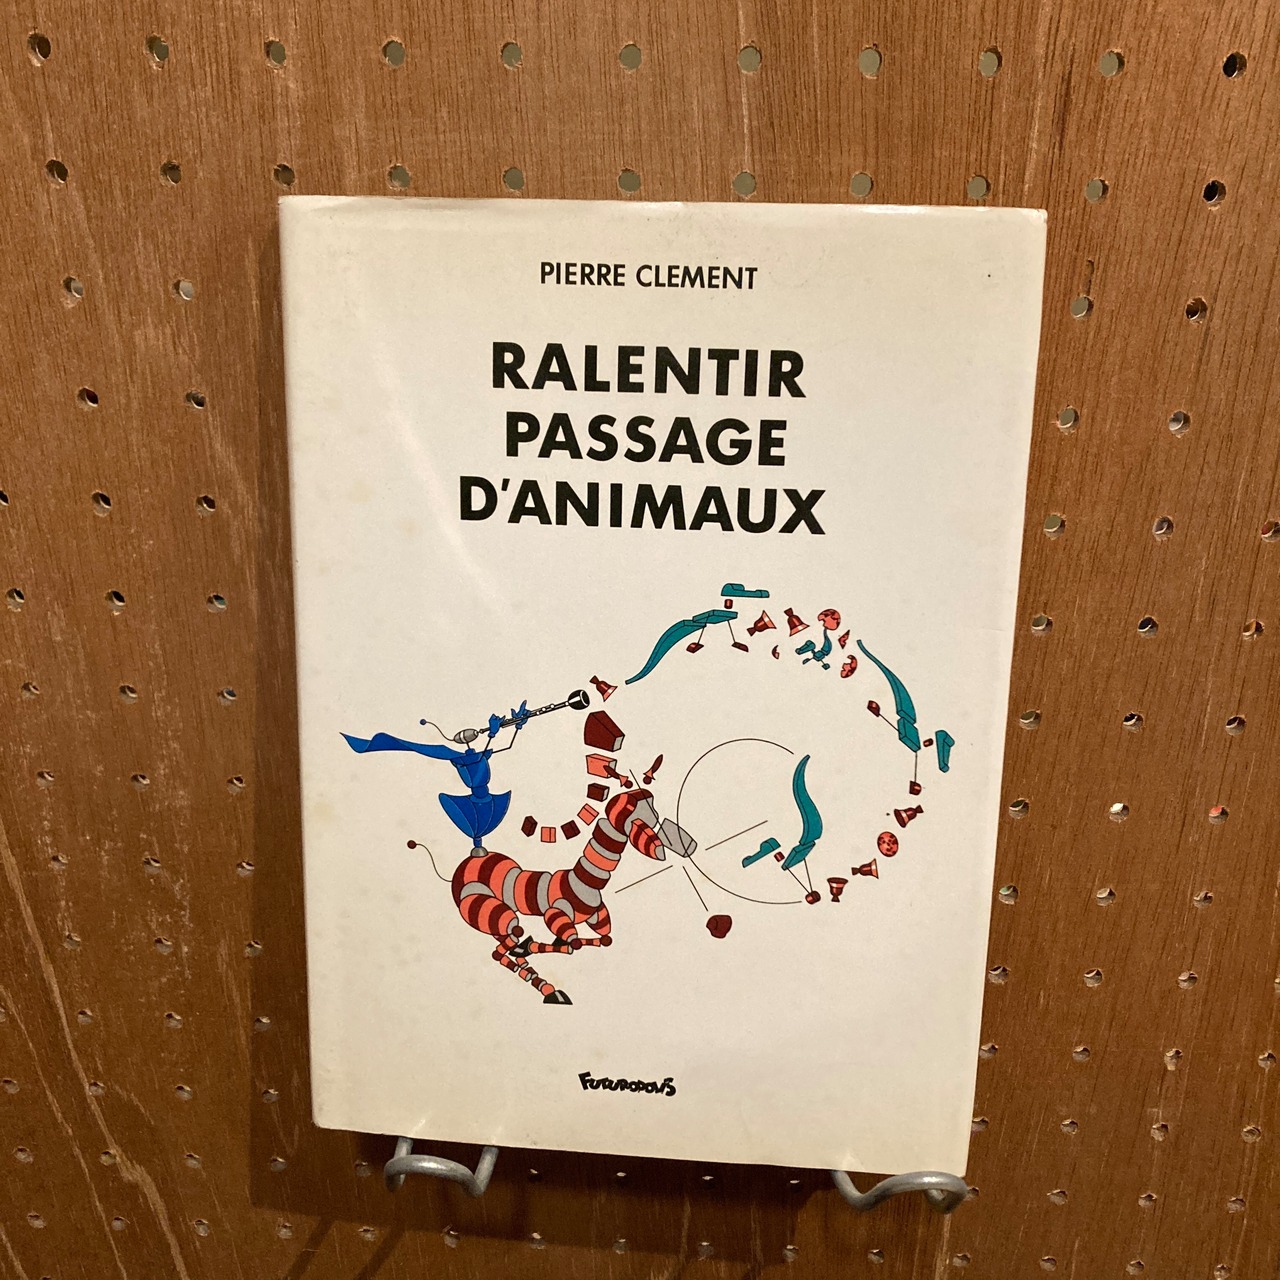 PIERRE CLEMENT
RALENTIR
PASSAGE
D'ANIMAUX
FUTUROPOLIS